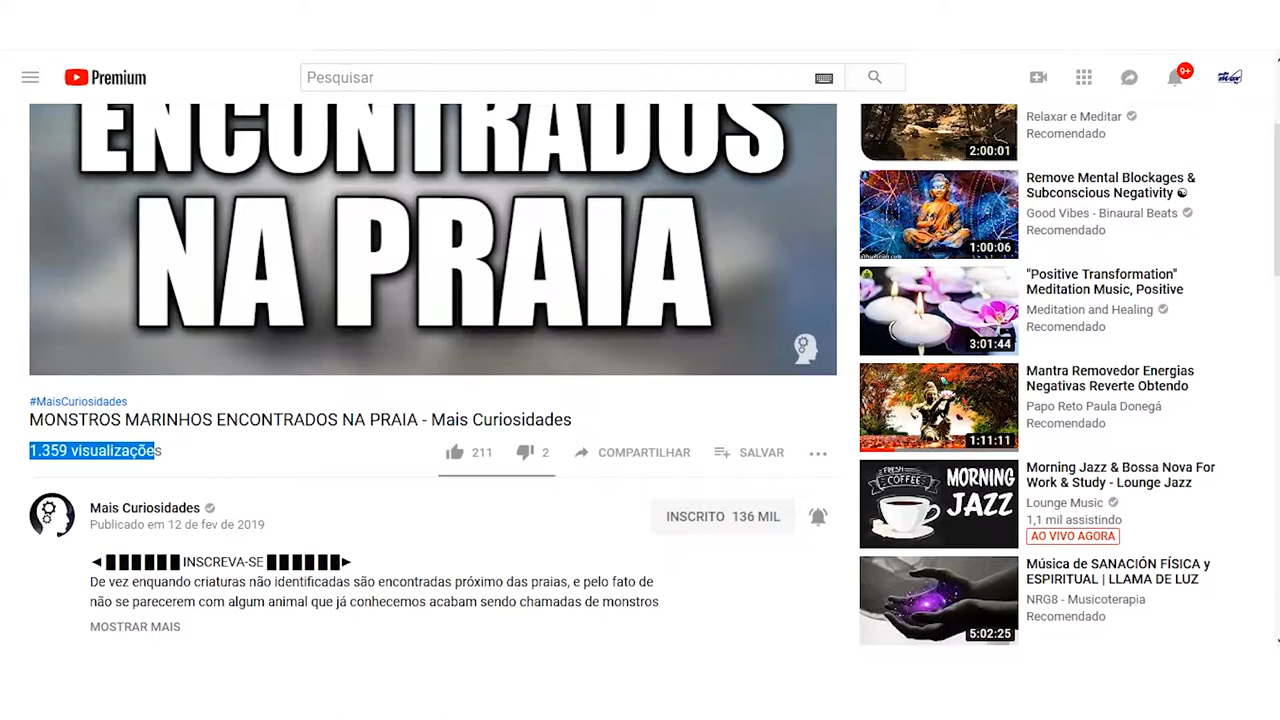 Premium
Pesquisar
9+
ENCONTRADOS
NA PRAIA
#MaisCuriosidades
MONSTROS MARINHOS ENCONTRADOS NA PRAIA - Mais Curiosidades
1.359 visualizações
211
2
COMPARTILHAR
SALVAR
Mais Curiosidades
Publicado em 12 de fev de 2019
INSCRITO 136 MIL
◄ ██████ INSCREVA-SE ██████►
De vez enquando criaturas não identificadas são encontradas próximo das praias, e pelo fato de
não se parecerem com algum animal que já conhecemos acabam sendo chamadas de monstros
MOSTRAR MAIS
Relaxar e Meditar
Recomendado
2:00:01
Remove Mental Blockages &
Subconscious Negativity ☯
Good Vibes - Binaural Beats
Recomendado
1:00:06
"Positive Transformation"
Meditation Music, Positive
Meditation and Healing
Recomendado
3:01:44
Mantra Removedor Energias
Negativas Reverte Obtendo
Papo Reto Paula Donegá
Recomendado
1:11:11
FRESH
COFFEE
MORNING
JAZZ
Morning Jazz & Bossa Nova For
Work & Study - Lounge Jazz
Lounge Music
1,1 mil assistindo
AO VIVO AGORA
Música de SANACIÓN FÍSICA y
ESPIRITUAL | LLAMA DE LUZ
NRG8 - Musicoterapia
Recomendado
5:02:25